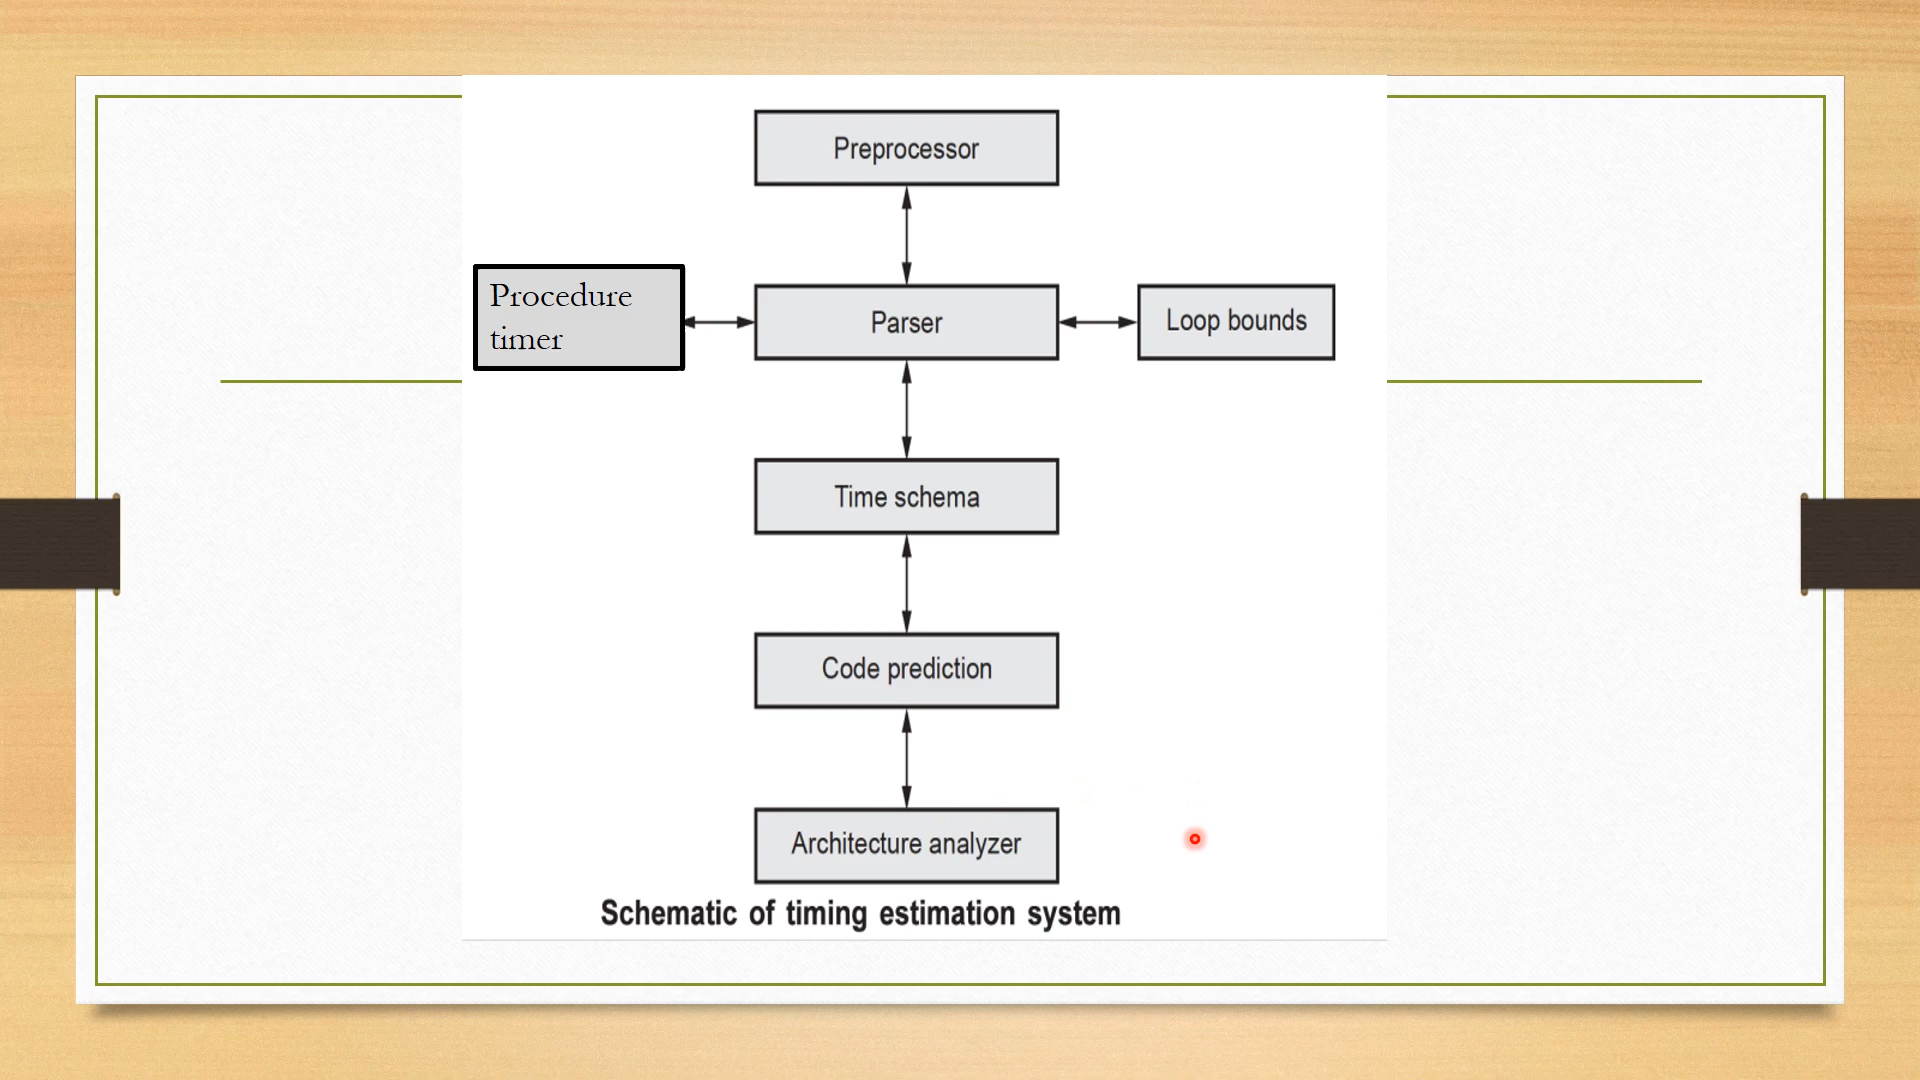 Preprocessor
Procedure
timer
Parser
Loop bounds
Time schema
Code prediction
Architecture analyzer
Schematic of timing estimation system